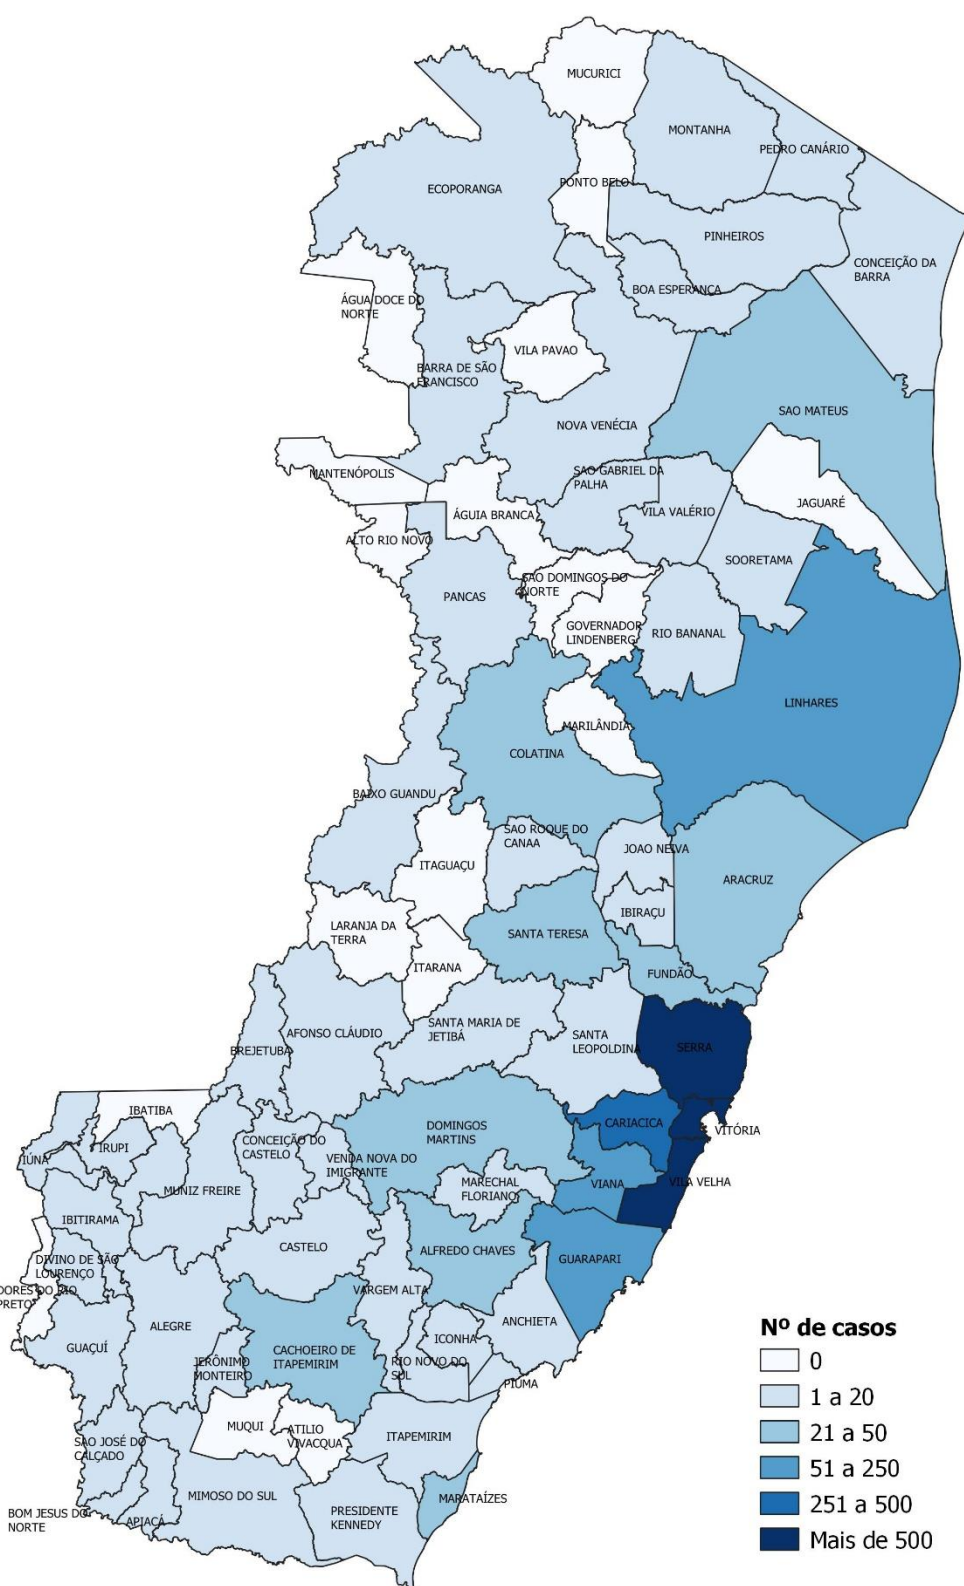 MUCURICI
MONTANHA
PEDRO CANÁRIO
ECOPORANGA
PONTO BELO
PINHEIROS
CONCEIÇÃO DA
BARRA
BOA ESPERANÇA
ÁGUA DOCE DO
NORTE
VILA PAVAO
BARRA DE SÃO
FRANCISCO
SAO MATEUS
NOVA VENÉCIA
MANTENÓPOLIS
SAO GABRIEL DA
PALHA
JAGUARÉ
ÁGUIA BRANCA
VILA VALÉRIO
ALTO RIO NOVO
SOORETAMA
SAO DOMINGOS DO
NORTE
PANCAS
GOVERNADOR
LINDENBERG
RIO BANANAL
LINHARES
MARILÂNDIA
COLATINA
BAIXO GUANDU
SAO ROQUE DO
CANAA
JOAO NEIVA
ITAGUAÇU
ARACRUZ
IBIRAÇU
LARANJA DA
TERRA
SANTA TERESA
ITARANA
FUNDÃO
SANTA MARIA DE
JETIBÁ
AFONSO CLÁUDIO
SANTA
LEOPOLDINA
BREJETUBA
SERRA
IBATIBA
CARIACICA
DOMINGOS
MARTINS
VITÓRIA
IRUPI
CONCEIÇÃO DO
CASTELO
IÚNA
VENDA NOVA DO
IMIGRANTE
MARECHAL
FLORIANO
VIANA
VILA VELHA
MUNIZ FREIRE
IBITIRAMA
CASTELO
ALFREDO CHAVES
GUARAPARI
DIVINO DE SÃO
LOURENÇO
DORES DO RIO
PRETO
VARGEM ALTA
ANCHIETA
ALEGRE
ICONHA
GUAÇUÍ
CACHOEIRO DE
ITAPEMIRIM
JERÔNIMO
MONTEIRO
RIO NOVO DO
SUL
PIÚMA
MUQUI
ATILIO
VIVACQUA
ITAPEMIRIM
SAO JOSÉ DO
CALÇADO
MIMOSO DO SUL
MARATAÍZES
BOM JESUS DO
NORTE
APIACÁ
PRESIDENTE
KENNEDY
Nº de casos
0
1 a 20
21 a 50
51 a 250
251 a 500
Mais de 500